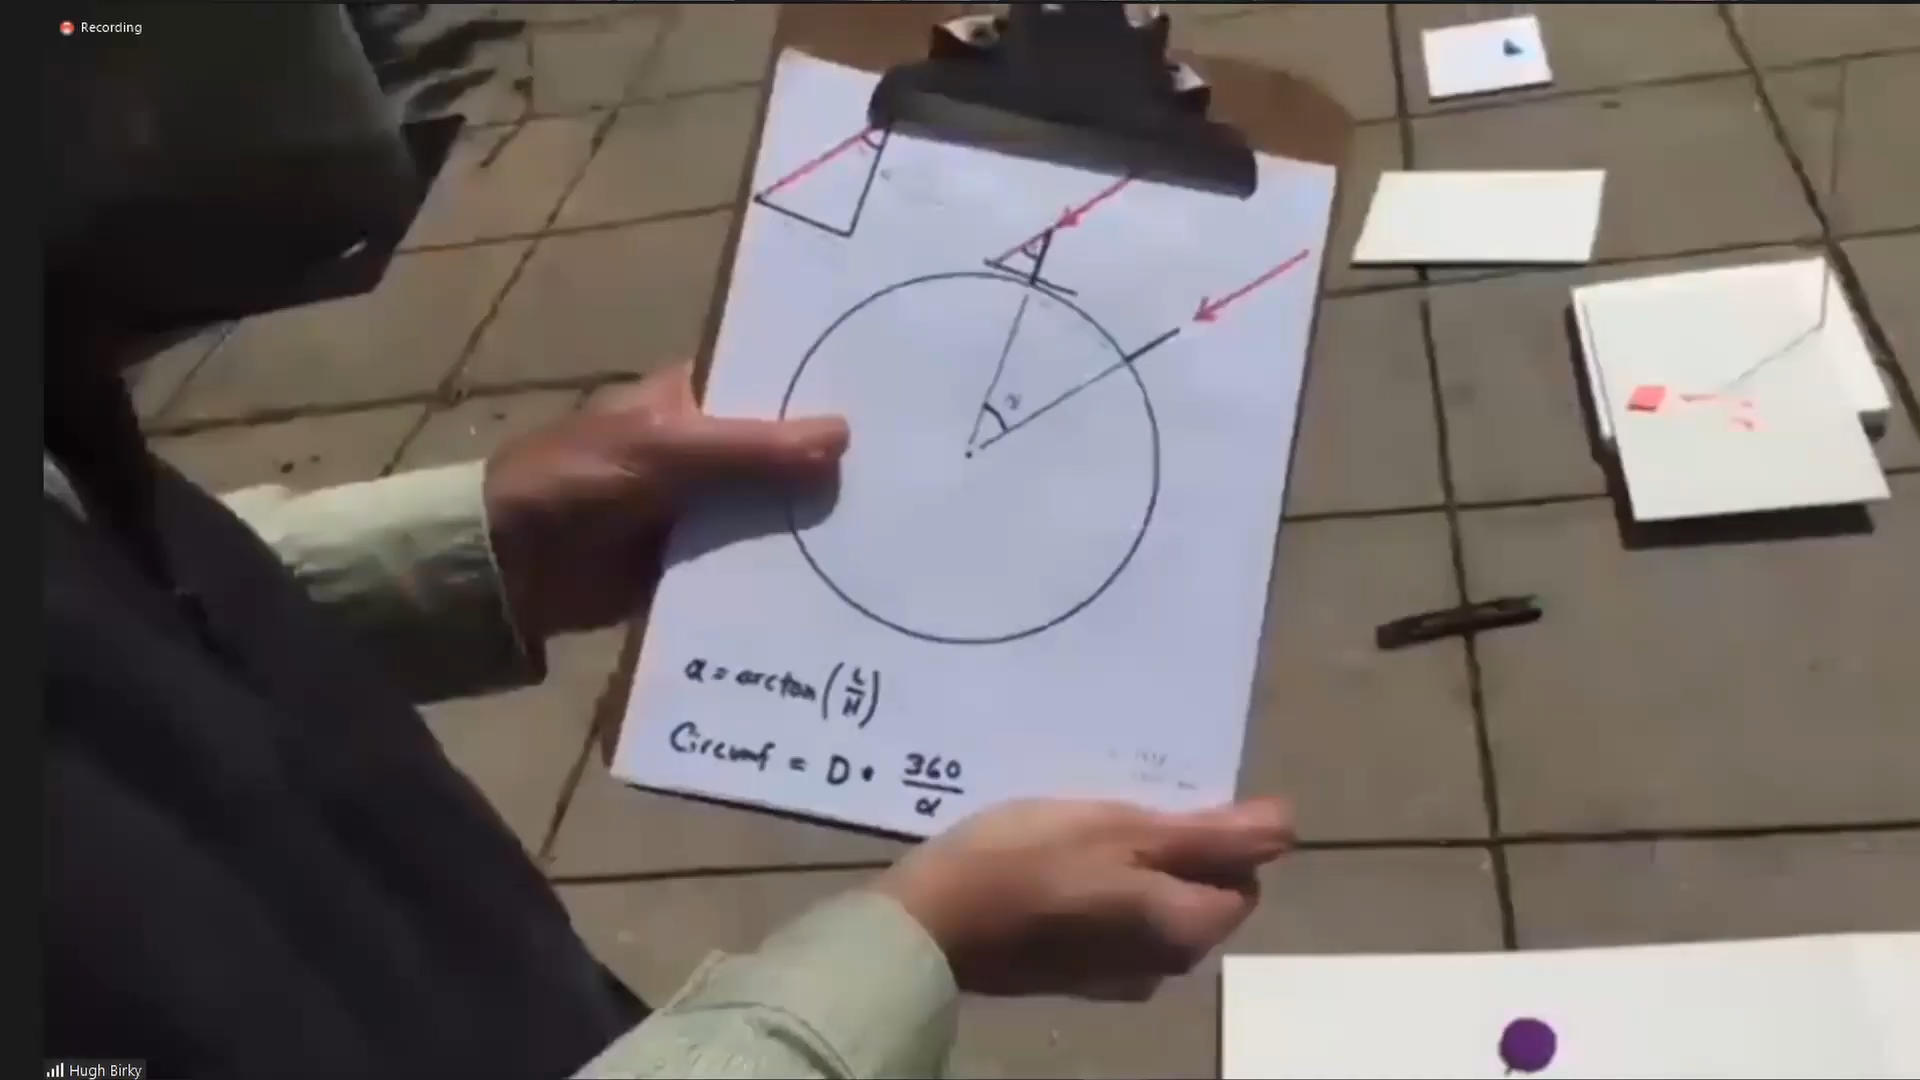 Recording
α
α = arctan (L/H)
Circumf = D • 360/α
Hugh Birky